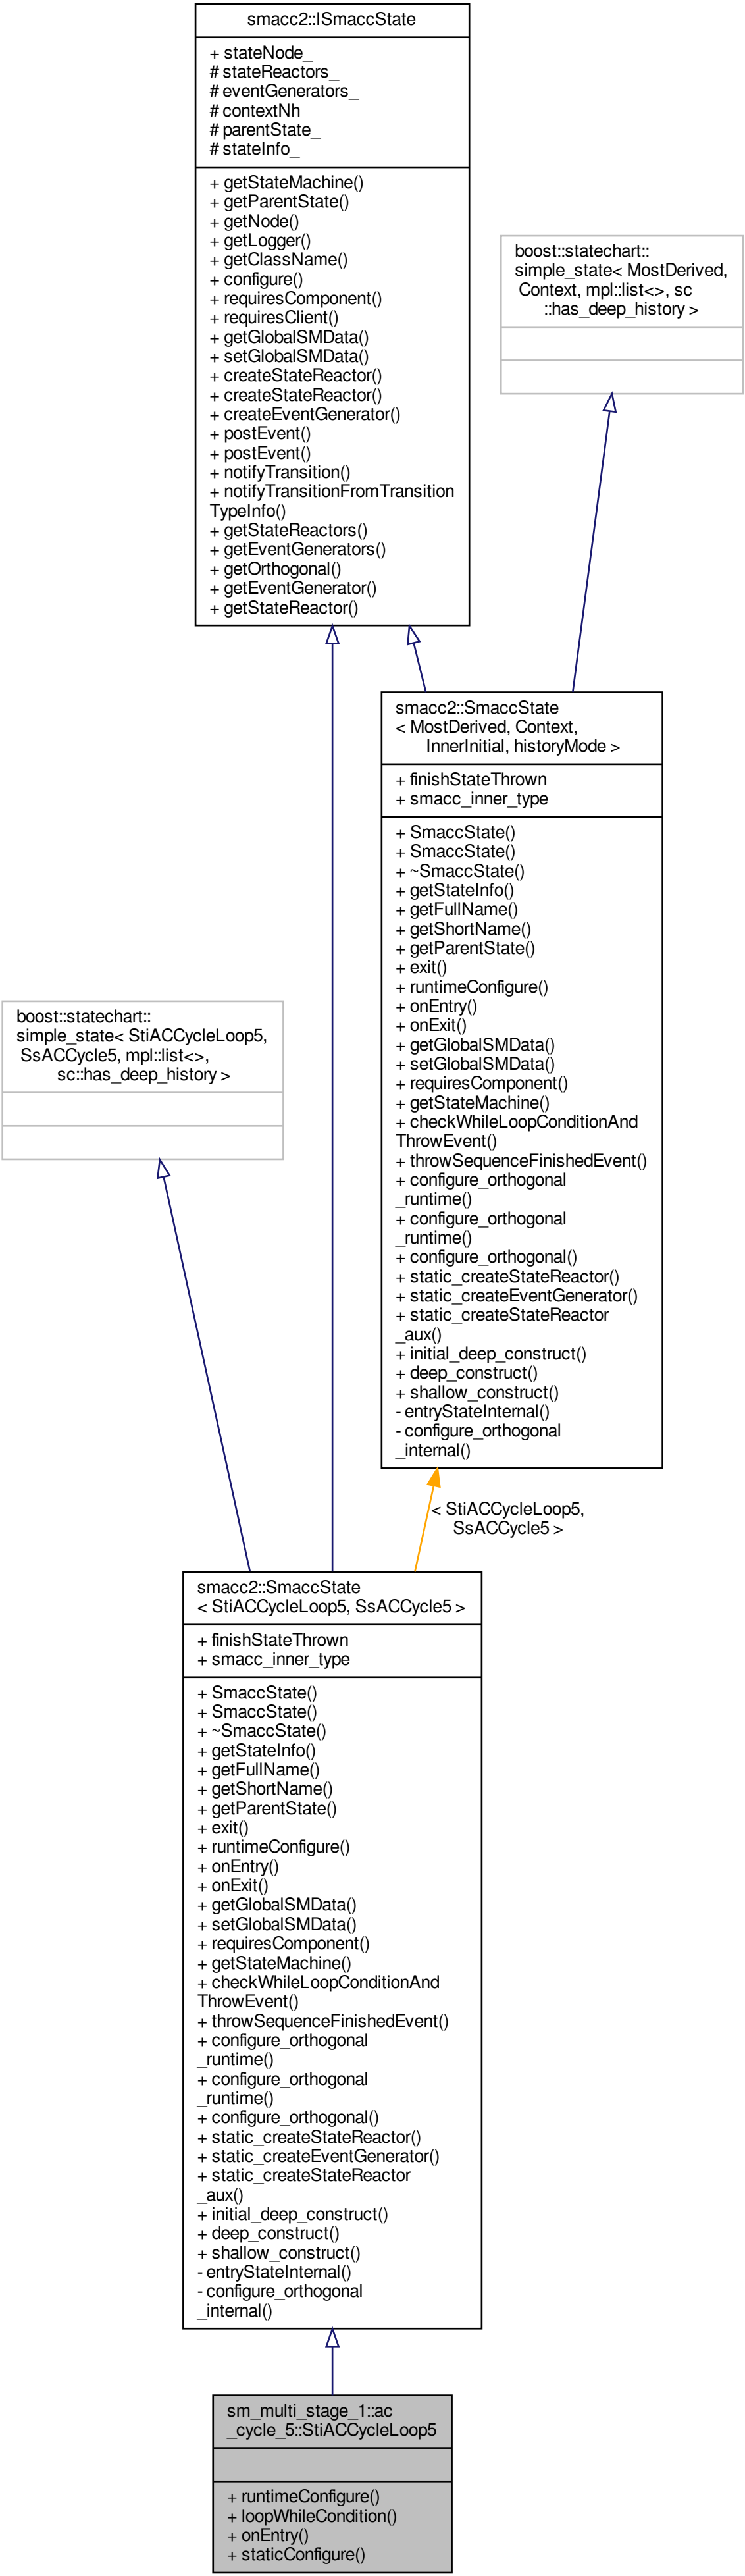 smacc2::ISmaccState
+ stateNode_
# stateReactors_
# eventGenerators_
# contextNh
# parentState_
# stateInfo_
+ getStateMachine()
+ getParentState()
+ getNode()
+ getLogger()
+ getClassName()
+ configure()
+ requiresComponent()
+ requiresClient()
+ getGlobalSMData()
+ setGlobalSMData()
+ createStateReactor()
+ createStateReactor()
+ createEventGenerator()
+ postEvent()
+ postEvent()
+ notifyTransition()
+ notifyTransitionFromTransition
TypeInfo()
+ getStateReactors()
+ getEventGenerators()
+ getOrthogonal()
+ getEventGenerator()
+ getStateReactor()
boost::statechart::
simple_state< MostDerived,
Context, mpl::list<>, sc
::has_deep_history >
smacc2::SmaccState
< MostDerived, Context,
InnerInitial, historyMode >
+ finishStateThrown
+ smacc_inner_type
+ SmaccState()
+ SmaccState()
+ ~SmaccState()
+ getStateInfo()
+ getFullName()
+ getShortName()
+ getParentState()
+ exit()
+ runtimeConfigure()
+ onEntry()
+ onExit()
+ getGlobalSMData()
+ setGlobalSMData()
+ requiresComponent()
+ getStateMachine()
+ checkWhileLoopConditionAnd
ThrowEvent()
+ throwSequenceFinishedEvent()
+ configure_orthogonal
_runtime()
+ configure_orthogonal
_runtime()
+ configure_orthogonal()
+ static_createStateReactor()
+ static_createEventGenerator()
+ static_createStateReactor
_aux()
+ initial_deep_construct()
+ deep_construct()
+ shallow_construct()
- entryStateInternal()
- configure_orthogonal
_internal()
boost::statechart::
simple_state< StiACCycleLoop5,
SsACCycle5, mpl::list<>,
sc::has_deep_history >
< StiACCycleLoop5,
SsACCycle5 >
smacc2::SmaccState
< StiACCycleLoop5, SsACCycle5 >
+ finishStateThrown
+ smacc_inner_type
+ SmaccState()
+ SmaccState()
+ ~SmaccState()
+ getStateInfo()
+ getFullName()
+ getShortName()
+ getParentState()
+ exit()
+ runtimeConfigure()
+ onEntry()
+ onExit()
+ getGlobalSMData()
+ setGlobalSMData()
+ requiresComponent()
+ getStateMachine()
+ checkWhileLoopConditionAnd
ThrowEvent()
+ throwSequenceFinishedEvent()
+ configure_orthogonal
_runtime()
+ configure_orthogonal
_runtime()
+ configure_orthogonal()
+ static_createStateReactor()
+ static_createEventGenerator()
+ static_createStateReactor
_aux()
+ initial_deep_construct()
+ deep_construct()
+ shallow_construct()
- entryStateInternal()
- configure_orthogonal
_internal()
sm_multi_stage_1::ac
_cycle_5::StiACCycleLoop5
+ runtimeConfigure()
+ loopWhileCondition()
+ onEntry()
+ staticConfigure()